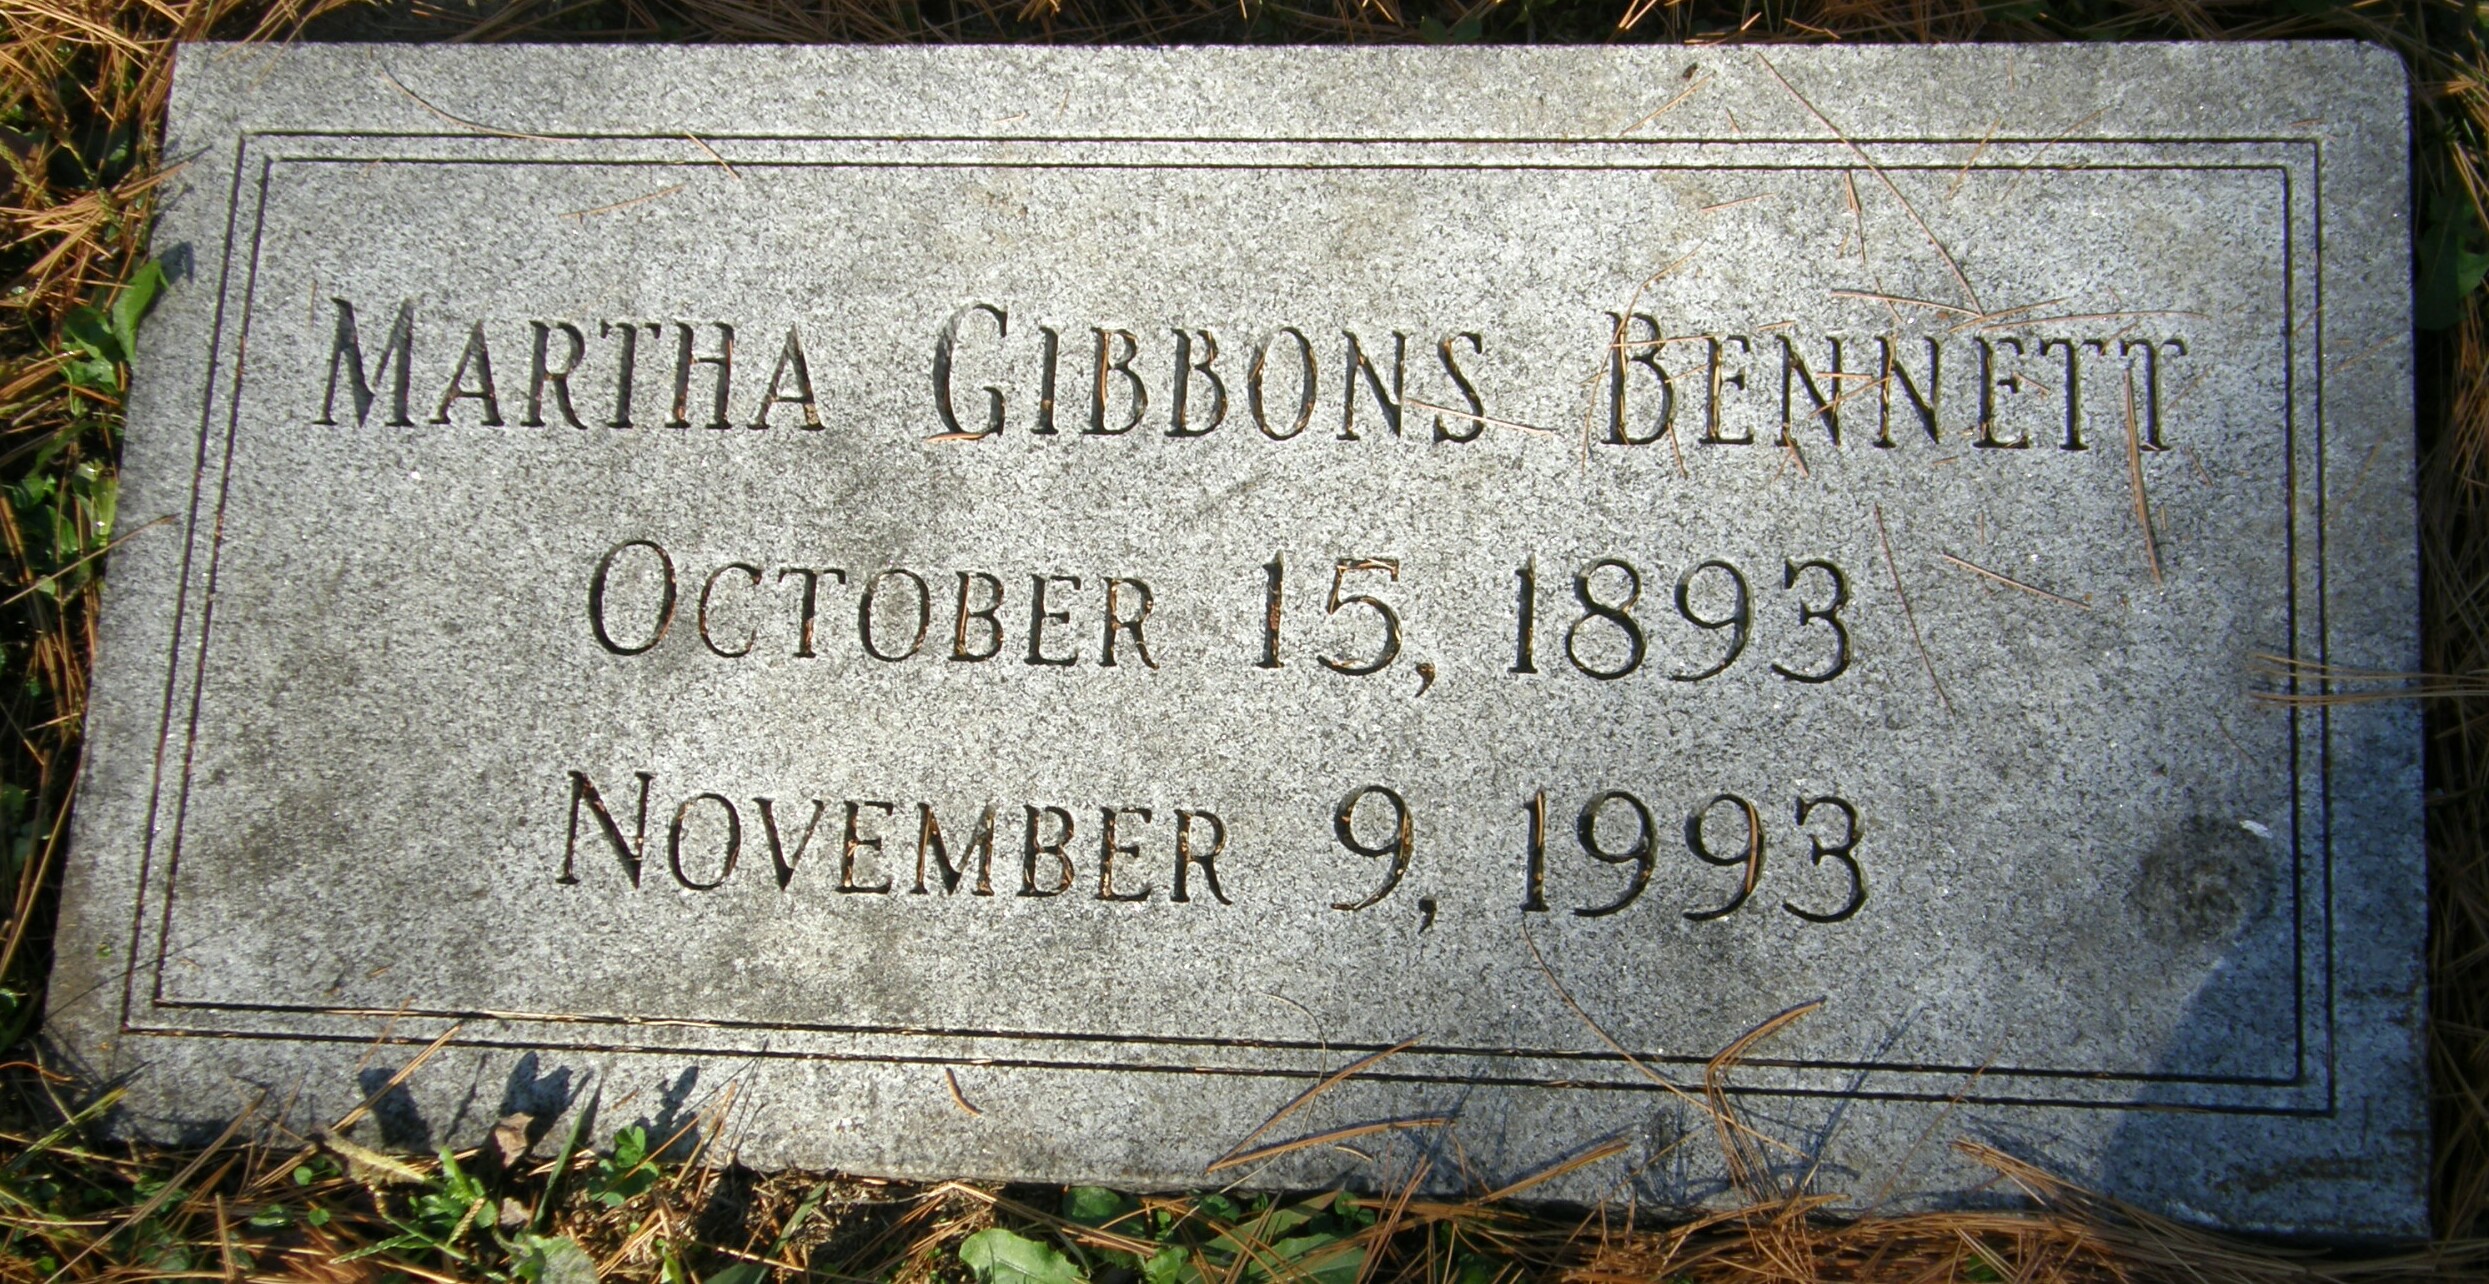 MARTHA GIBBONS BENNETT
OCTOBER 15, 1893
NOVEMBER 9, 1993